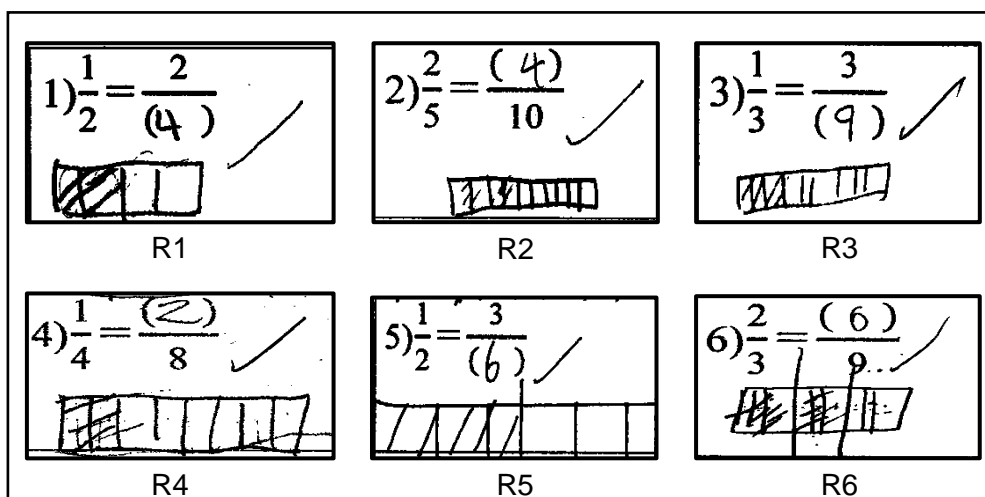 1) 1/2 = 2/(4)
2) 2/5 = (4)/10
3) 1/3 = 3/(9)
R1 R2 R3
4) 1/4 = (2)/8
5) 1/2 = 3/(6)
6) 2/3 = (6)/9
R4 R5 R6